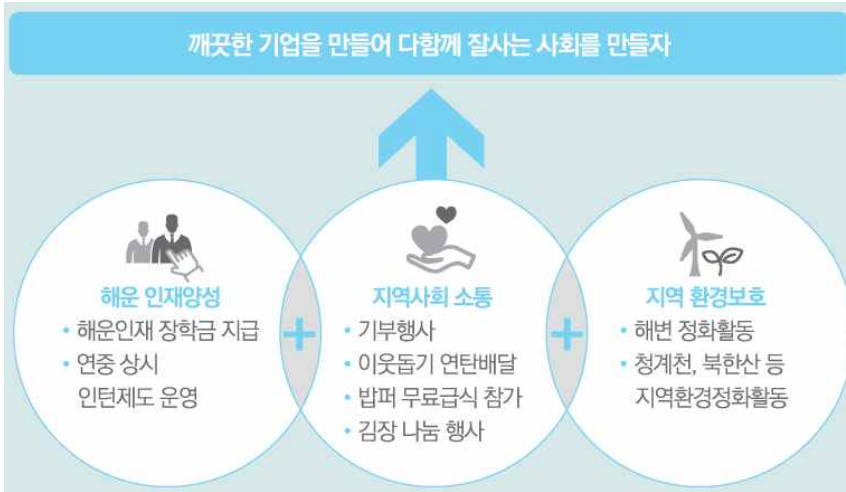 깨끗한 기업을 만들어 다함께 잘사는 사회를 만들자
해운 인재양성
• 해운인재 장학금 지급
• 연중 상시
인턴제도 운영
+
지역사회 소통
• 기부행사
• 이웃돕기 연탄배달
• 밥퍼 무료급식 참가
• 김장 나눔 행사
+
지역 환경보호
• 해변 정화활동
• 청계천, 북한산 등
지역환경정화활동